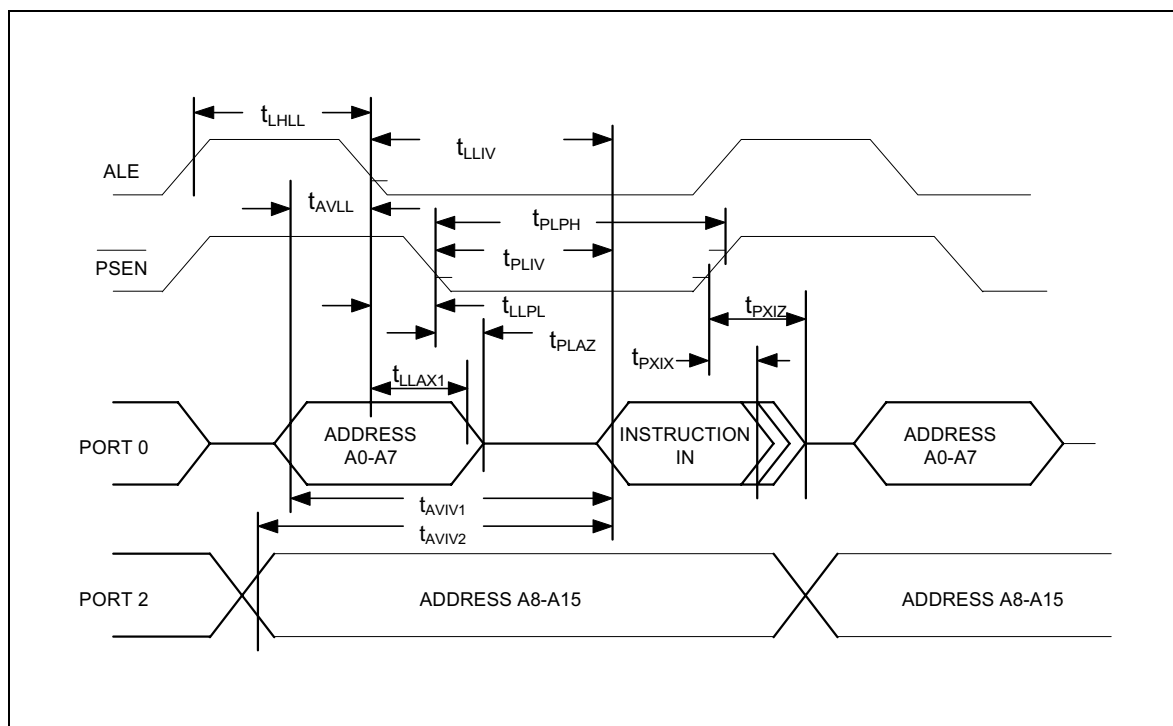 tLHLL
tLLIV
ALE
tAVLL
tPLPH
PSEN
tPLIV
tLLPL
tPXIZ
tPLAZ
tPXIX
tLLAX1
PORT 0
ADDRESS
A0-A7
INSTRUCTION
IN
ADDRESS
A0-A7
tAVIV1
tAVIV2
PORT 2
ADDRESS A8-A15
ADDRESS A8-A15